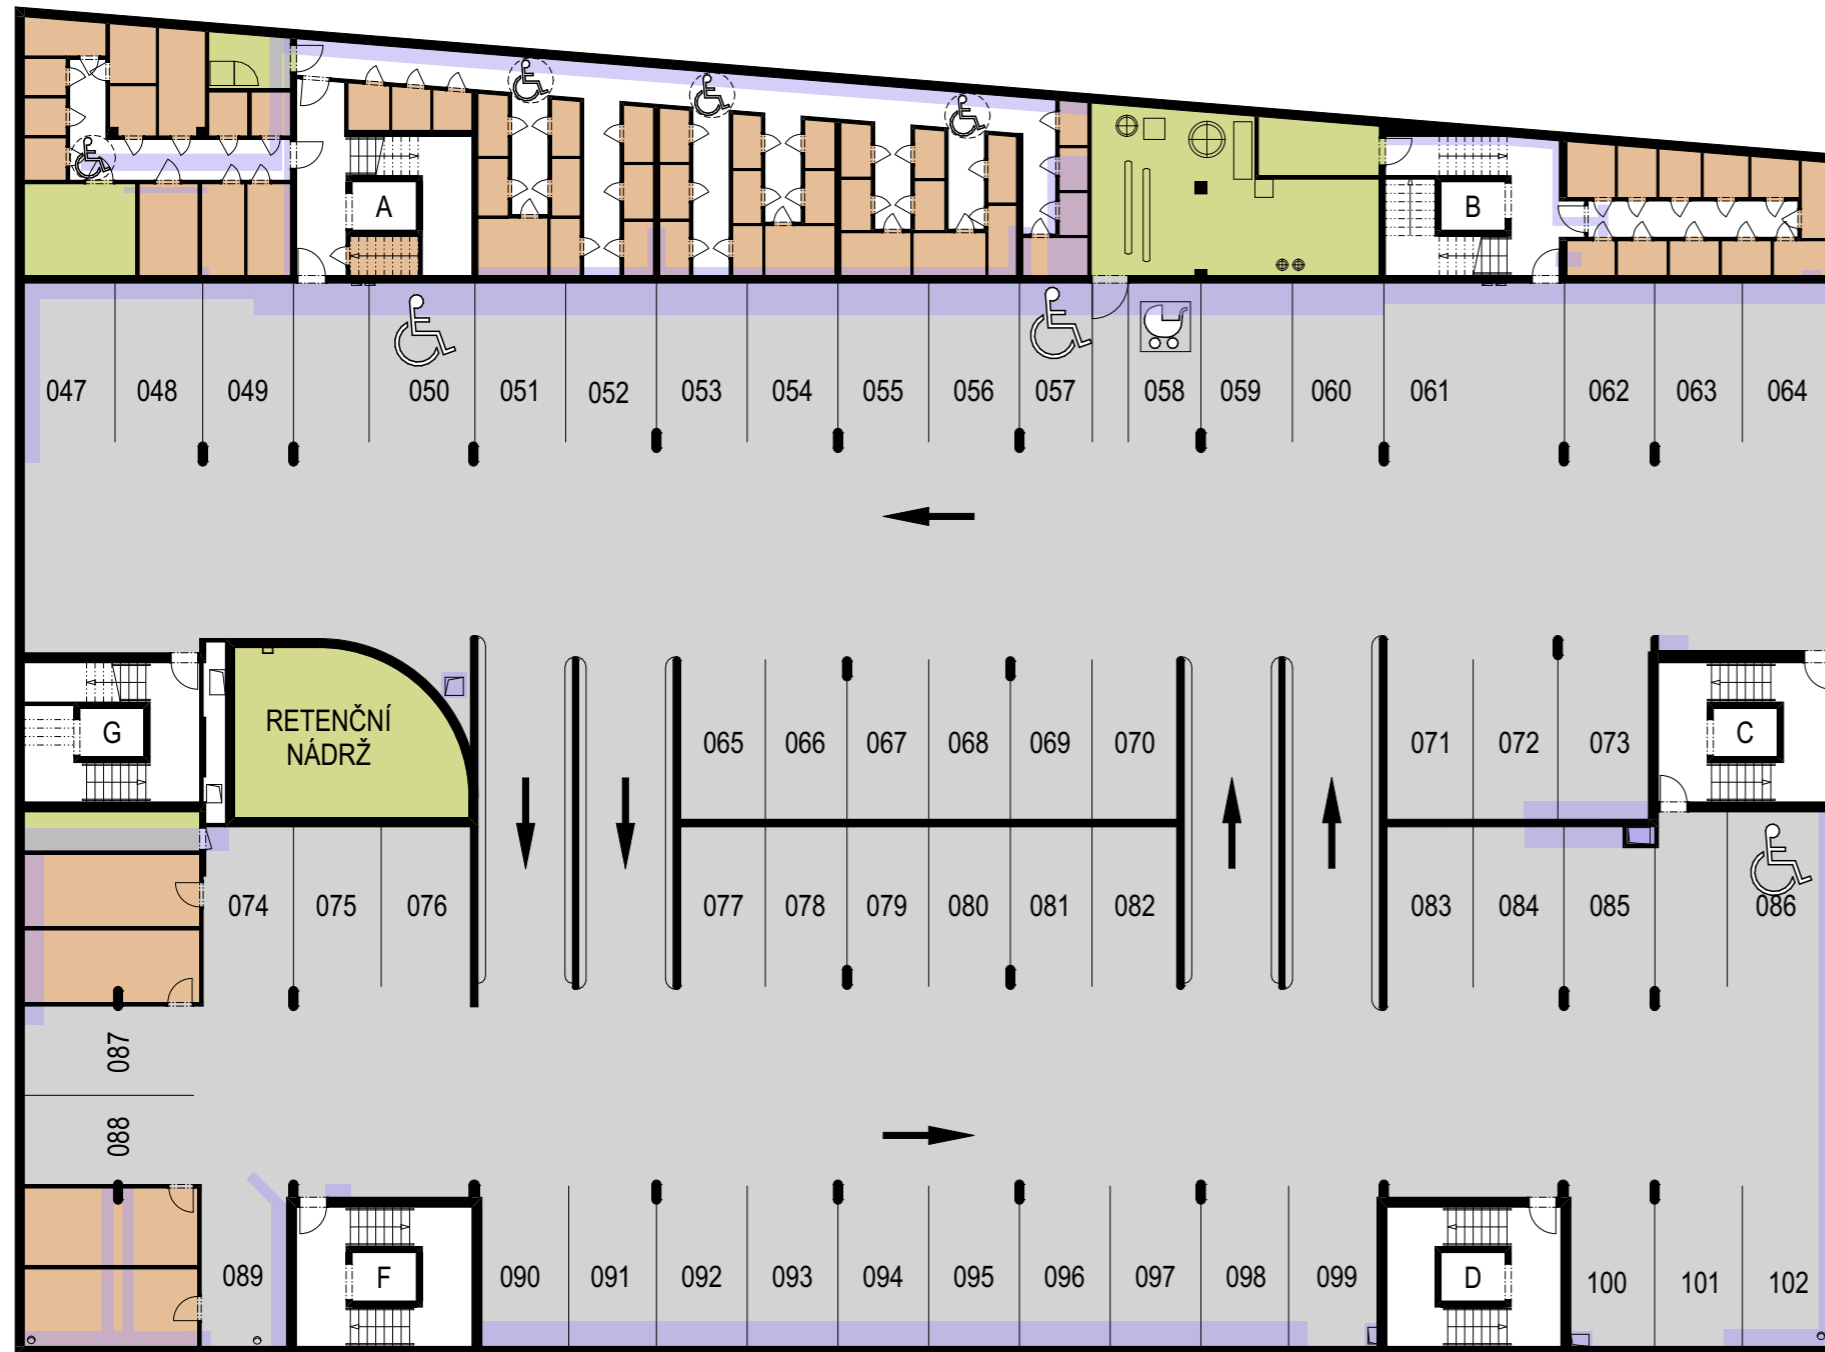 A
B
047 048 049 050 051 052 053 054 055 056 057 058 059 060 061 062 063 064
RETENČNÍ
NÁDRŽ
G
065 066 067 068 069 070 071 072 073
C
074 075 076 077 078 079 080 081 082 083 084 085 086
087
088
089
F
090 091 092 093 094 095 096 097 098 099
D
100 101 102